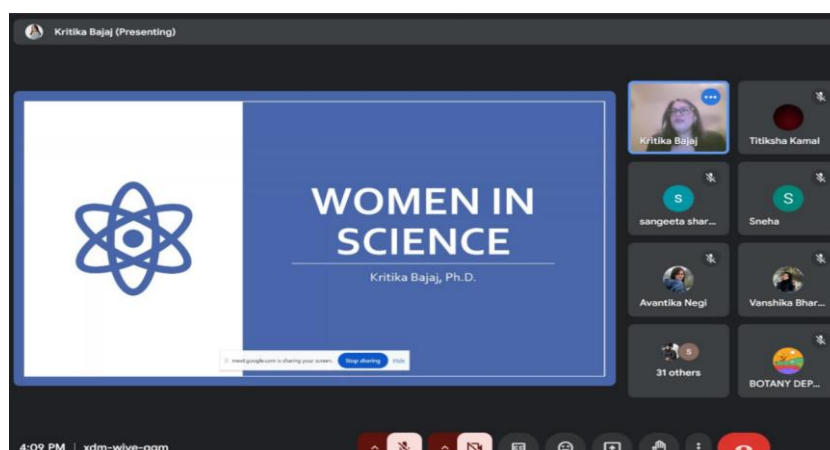 Kritika Bajaj (Presenting)
WOMEN IN
SCIENCE
Kritika Bajaj, Ph.D.
meet.google.com is sharing your screen.
Stop sharing
Hide
Kritika Bajaj
Titiksha Kamal
S
sangeeta shar...
S
Sneha
Avantika Negi
Vanshika Bhar...
S
31 others
BOTANY DEP...
4:09 PM | xdm-wive-qgm